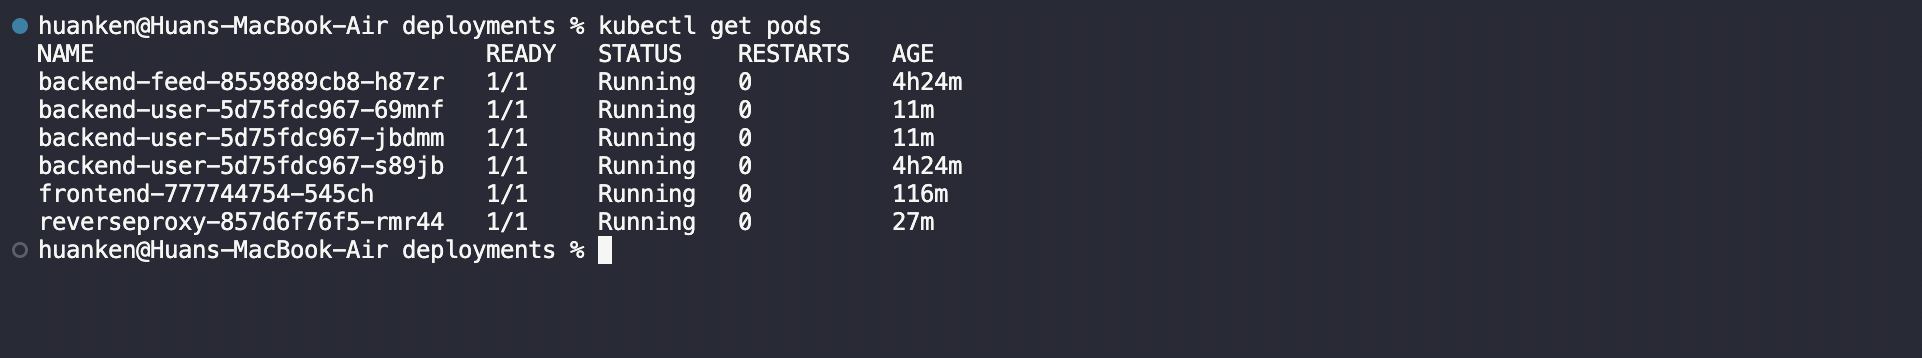 huanken@Huans-MacBook-Air deployments % kubectl get pods
NAME READY STATUS RESTARTS AGE
backend-feed-8559889cb8-h87zr 1/1 Running 0 4h24m
backend-user-5d75fdc967-69mnf 1/1 Running 0 11m
backend-user-5d75fdc967-jbdmm 1/1 Running 0 11m
backend-user-5d75fdc967-s89jb 1/1 Running 0 4h24m
frontend-777744754-545ch 1/1 Running 0 116m
reverseproxy-857d6f76f5-rmr44 1/1 Running 0 27m
huanken@Huans-MacBook-Air deployments %